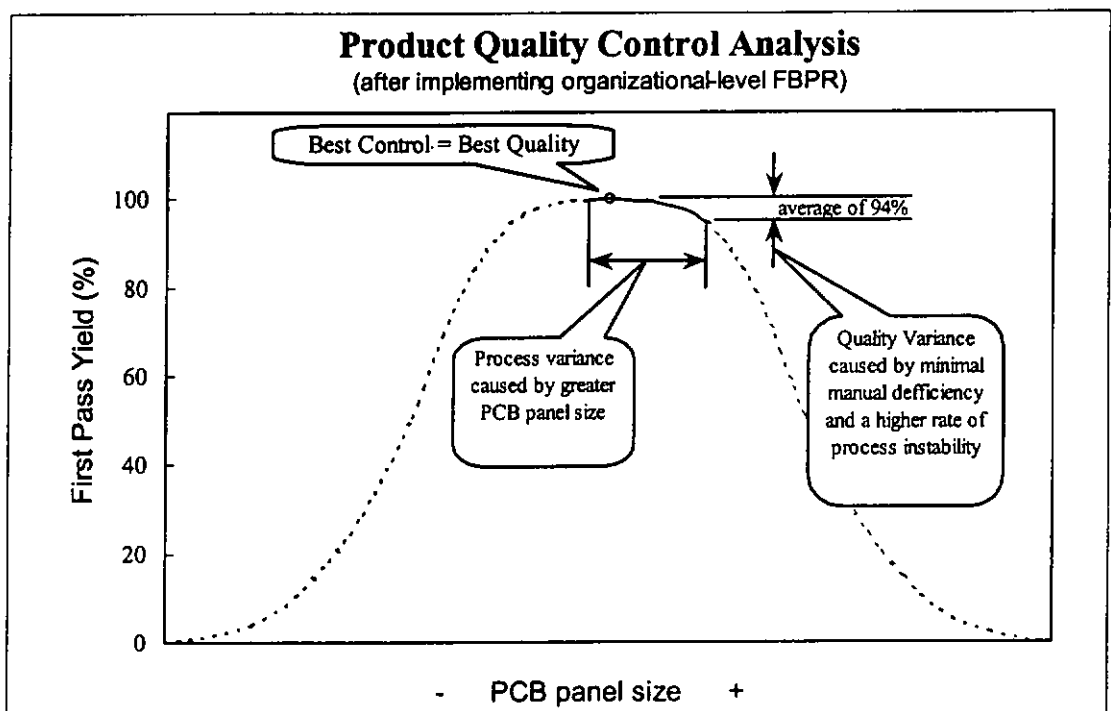 Product Quality Control Analysis
(after implementing organizational-level FBPR)
Best Control = Best Quality
average of 94%
First Pass Yield (%)
100
80
60
40
20
0
Process variance
caused by greater
PCB panel size
Quality Variance
caused by minimal
manual defficiency
and a higher rate of
process instability
- PCB panel size +